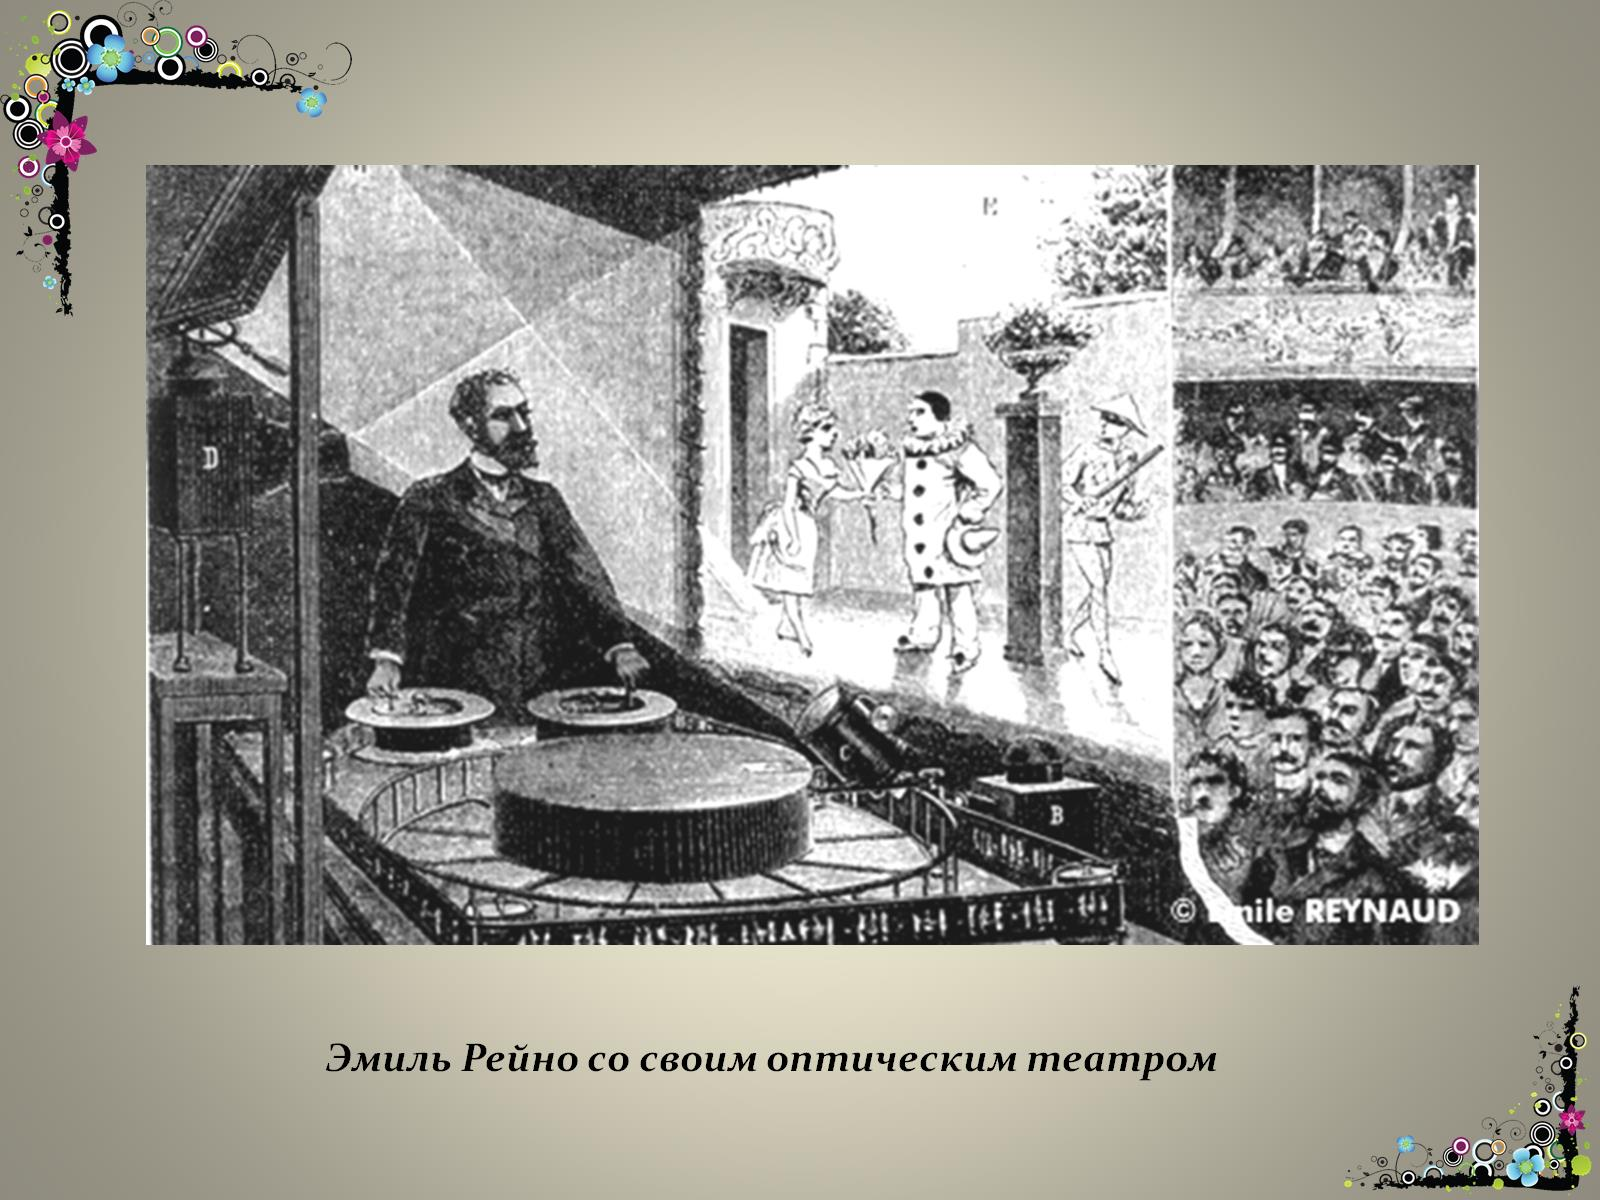 E
D
C
B
A
© Emile REYNAUD
Эмиль Рейно со своим оптическим театром